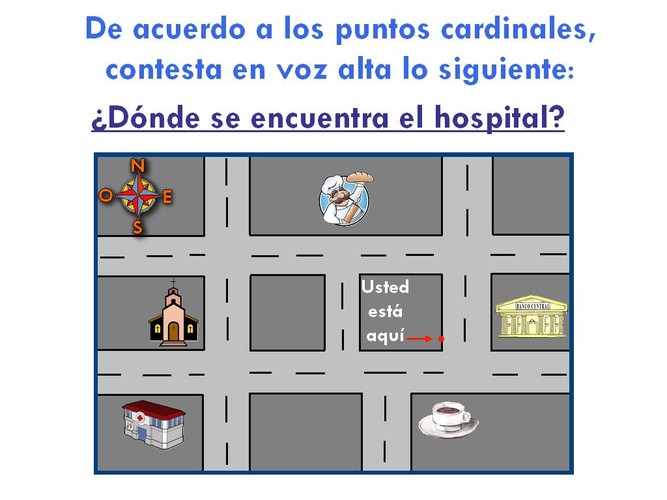 De acuerdo a los puntos cardinales,
contesta en voz alta lo siguiente:
¿Dónde se encuentra el hospital?
N
O E
S
Usted
está
aquí
BANCO CENTRAL